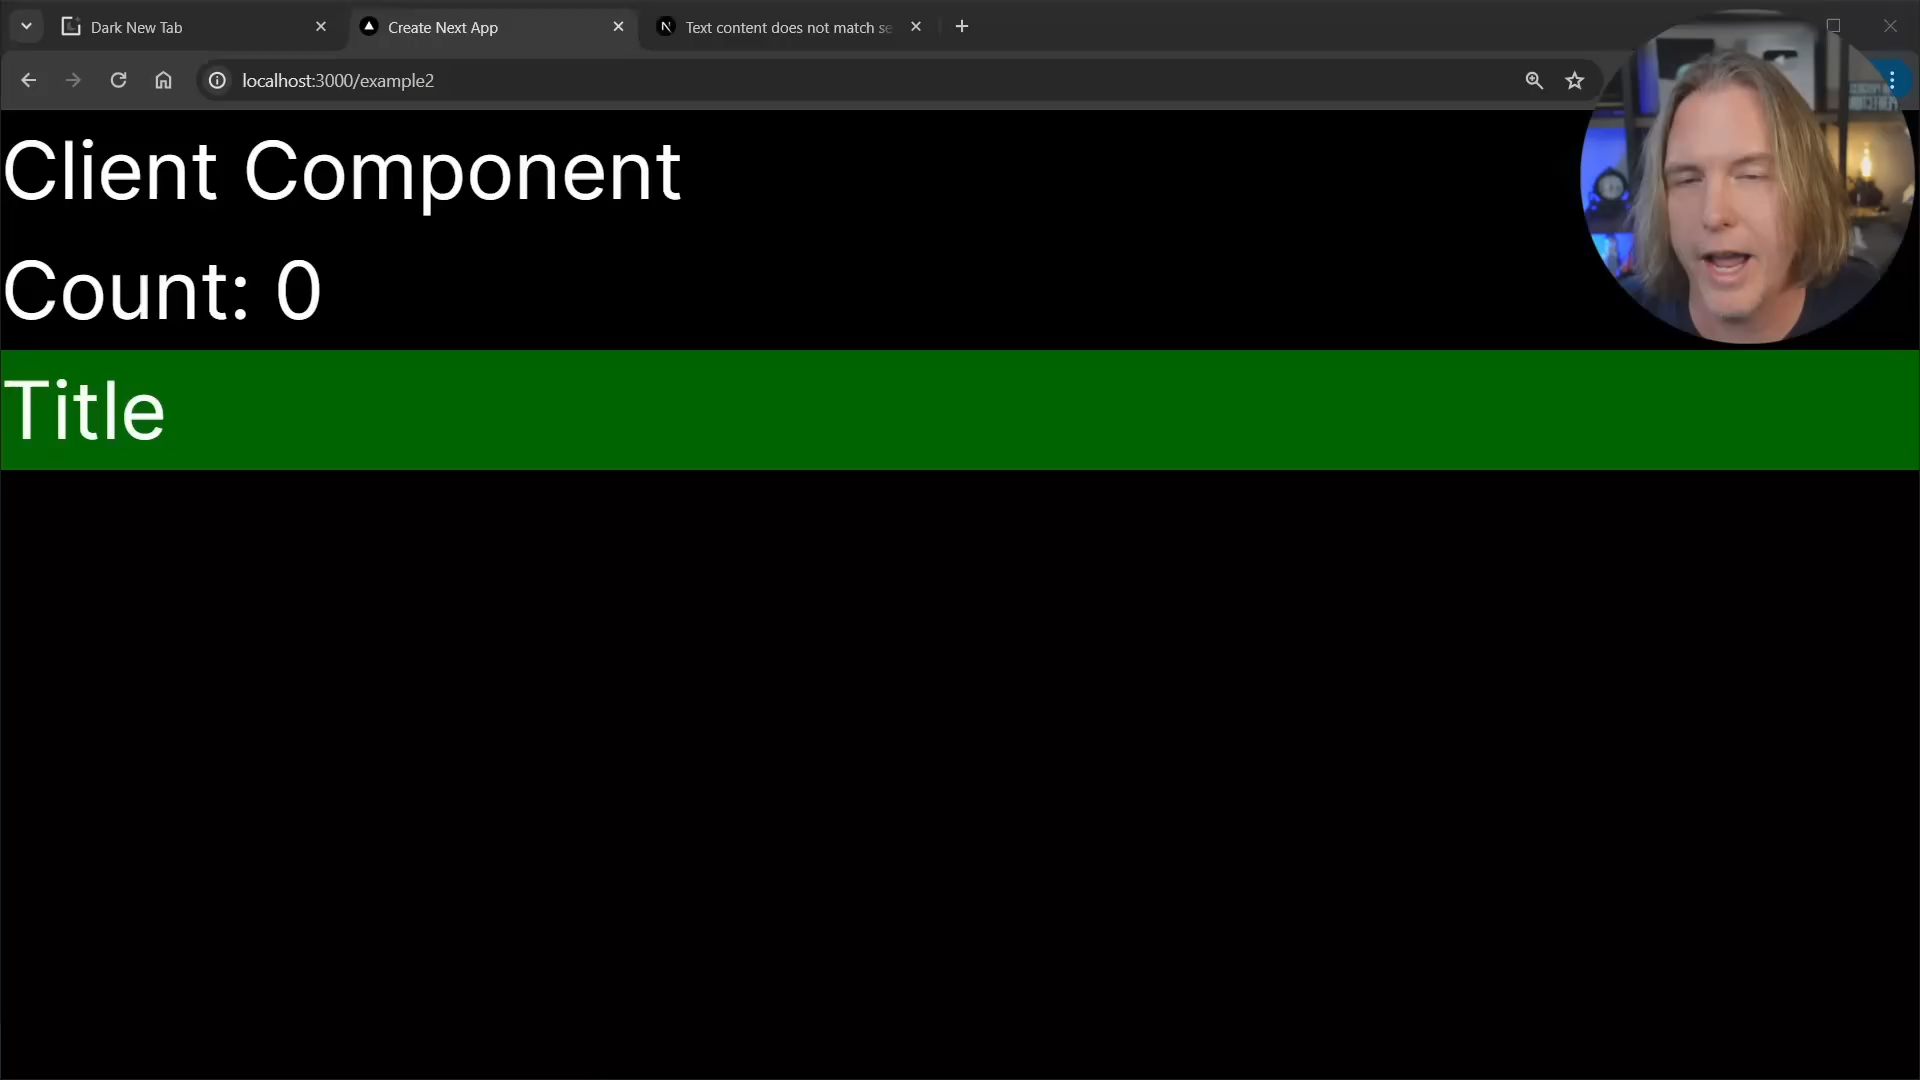 Dark New Tab
Create Next App
Text content does not match se
localhost:3000/example2
Client Component
Count: 0
Title